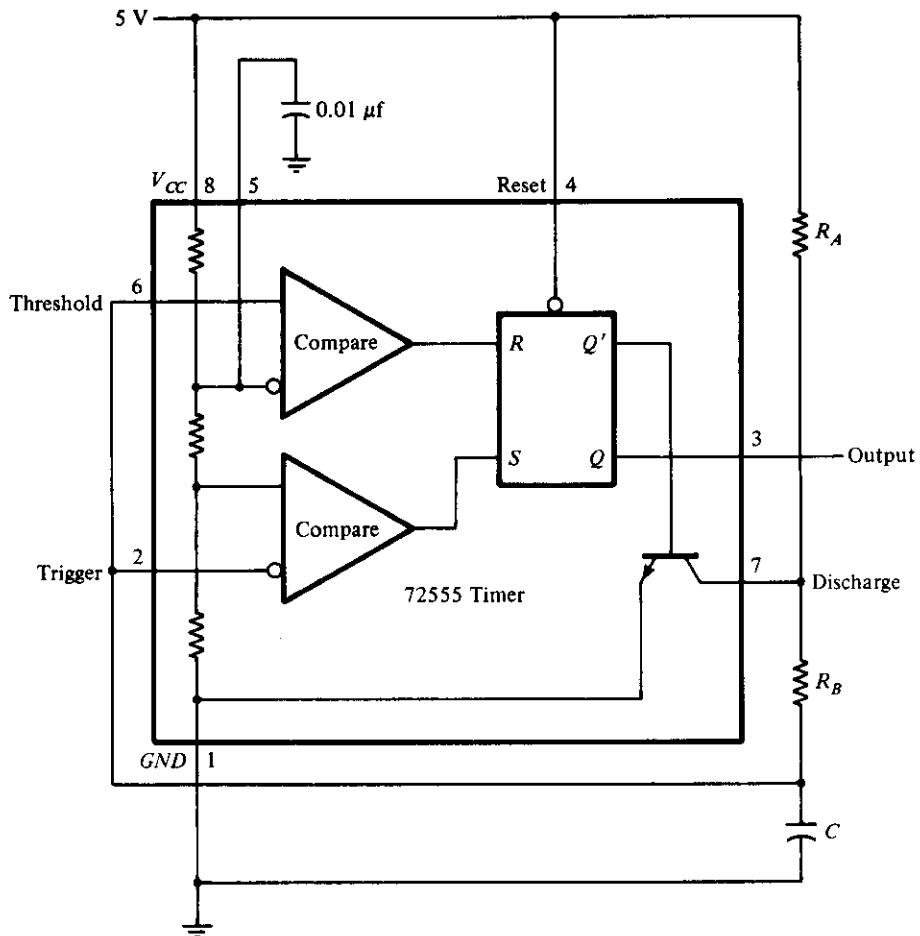 5 V
0.01 μf
V_CC 8 5 Reset 4
R_A
6
Threshold
Compare
R Q′
3
S Q Output
Compare
2
Trigger
7
72555 Timer Discharge
R_B
GND 1
C